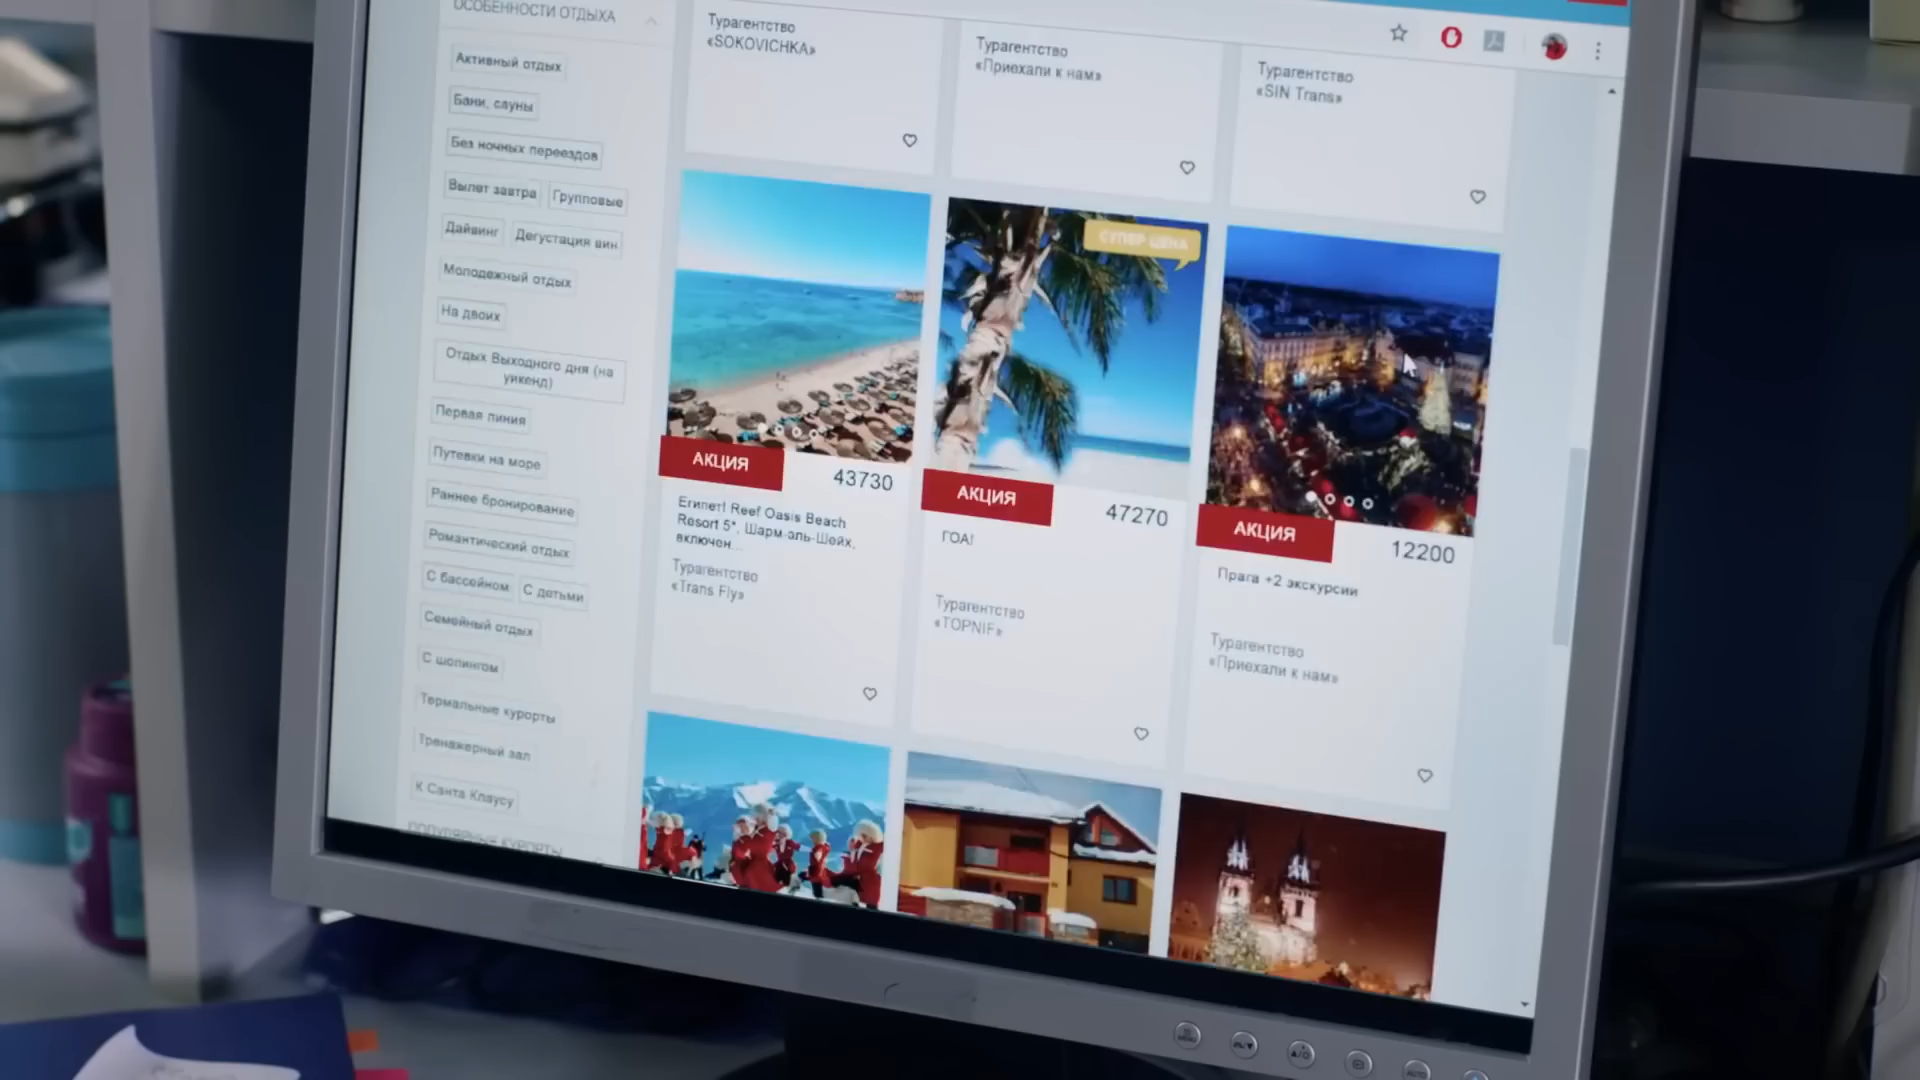 ОСОБЕННОСТИ ОТДЫХА
Активный отдых
Бани, сауны
Без ночных переездов
Вылет завтра
Групповые
Дайвинг
Дегустация вин
Молодежный отдых
На двоих
Отдых Выходного дня (на
уикенд)
Первая линия
Путевки на море
Раннее бронирование
Романтический отдых
С бассейном
С детьми
Семейный отдых
С шопингом
Термальные курорты
Тренажерный зал
К Санта Клаусу
ПОПУЛЯРНЫЕ КУРОРТЫ
Турагентство
«SOKOVICHKA»
Турагентство
«Приехали к нам»
Турагентство
«SIN Trans»
АКЦИЯ
43730
Египет! Reef Oasis Beach
Resort 5*, Шарм-эль-Шейх,
включен...
Турагентство
«Trans Fly»
СУПЕР ЦЕНА
АКЦИЯ
47270
ГОА!
Турагентство
«TOPNIF»
АКЦИЯ
12200
Прага +2 экскурсии
Турагентство
«Приехали к нам»